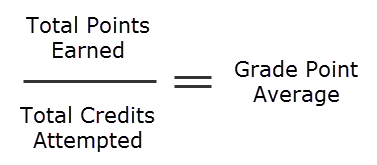 Total Points
Earned
Total Credits
Attempted
Grade Point
Average